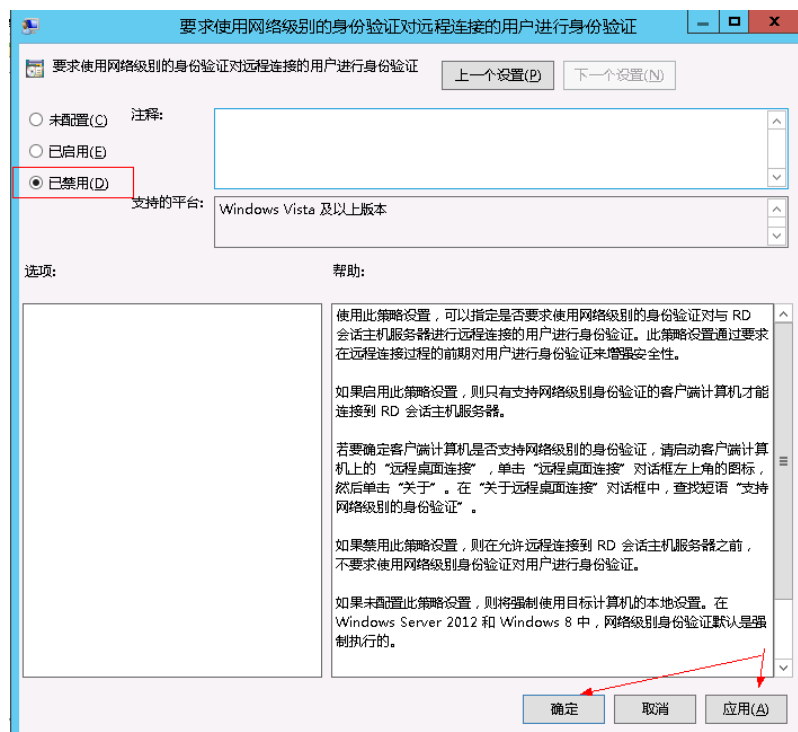 要求使用网络级别的身份验证对远程连接的用户进行身份验证
要求使用网络级别的身份验证对远程连接的用户进行身份验证
上一个设置(P)
下一个设置(N)
未配置(C)
注释:
已启用(E)
已禁用(D)
支持的平台:
Windows Vista 及以上版本
选项:
帮助:
使用此策略设置，可以指定是否要求使用网络级别的身份验证对与 RD
会话主机服务器进行远程连接的用户进行身份验证。此策略设置通过要求
在远程连接过程的前期对用户进行身份验证来增强安全性。
如果启用此策略设置，则只有支持网络级别身份验证的客户端计算机才能
连接到 RD 会话主机服务器。
若要确定客户端计算机是否支持网络级别的身份验证，请启动客户端计算
机上的“远程桌面连接”，单击“远程桌面连接”对话框左上角的图标，
然后单击“关于”。在“关于远程桌面连接”对话框中，查找短语“支持
网络级别的身份验证”。
如果禁用此策略设置，则在允许远程连接到 RD 会话主机服务器之前，
不要求使用网络级别身份验证对用户进行身份验证。
如果未配置此策略设置，则将强制使用目标计算机的本地设置。在
Windows Server 2012 和 Windows 8 中，网络级别身份验证默认是强
制执行的。
确定
取消
应用(A)